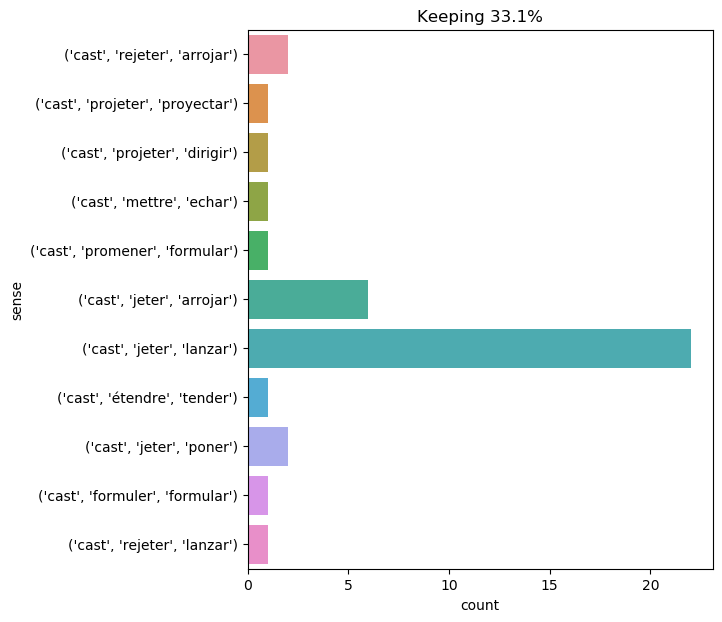 Keeping 33.1%
('cast', 'rejeter', 'arrojar')
('cast', 'projeter', 'proyectar')
('cast', 'projeter', 'dirigir')
('cast', 'mettre', 'echar')
('cast', 'promener', 'formular')
('cast', 'jeter', 'arrojar')
('cast', 'jeter', 'lanzar')
('cast', 'étendre', 'tender')
('cast', 'jeter', 'poner')
('cast', 'formuler', 'formular')
('cast', 'rejeter', 'lanzar')
sense
0 5 10 15 20
count